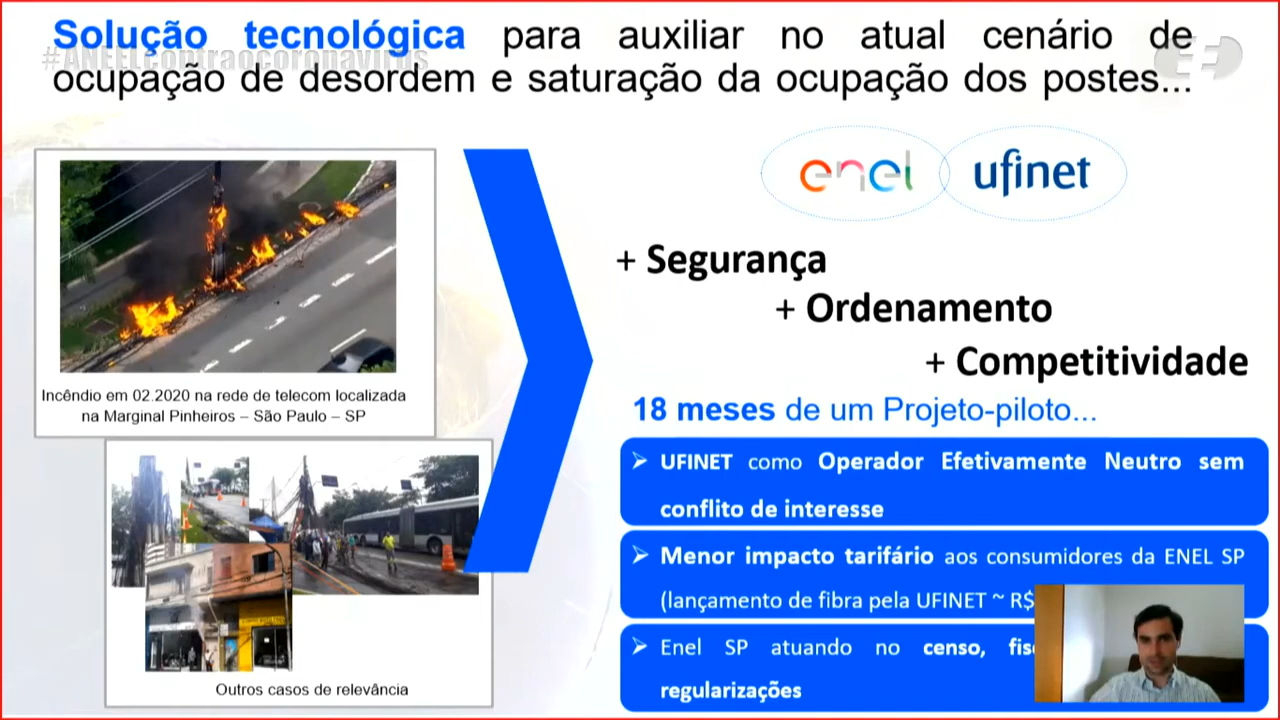 Solução tecnológica para auxiliar no atual cenário de
#ANEELcontraocoronavirus
ocupação de desordem e saturação da ocupação dos postes...
enel
ufinet
+ Segurança
+ Ordenamento
+ Competitividade
Incêndio em 02.2020 na rede de telecom localizada
na Marginal Pinheiros – São Paulo – SP
18 meses de um Projeto-piloto...
UFINET como Operador Efetivamente Neutro sem
conflito de interesse
Menor impacto tarifário aos consumidores da ENEL SP
(lançamento de fibra pela UFINET ~ R$
Enel SP atuando no censo,
regularizações
Outros casos de relevância